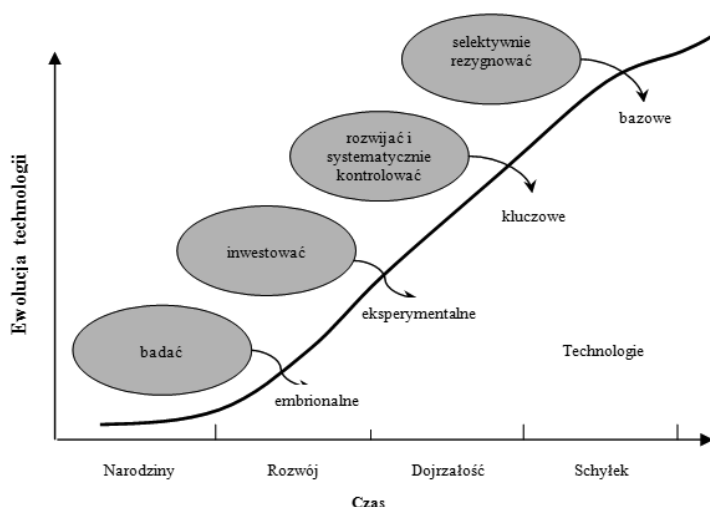 selektywnie
rezygnować
bazowe
rozwijać i
systematycznie
kontrolować
kluczowe
inwestować
eksperymentalne
badać
embrionalne
Technologie
Ewolucja technologii
Narodziny
Rozwój
Dojrzałość
Schyłek
Czas